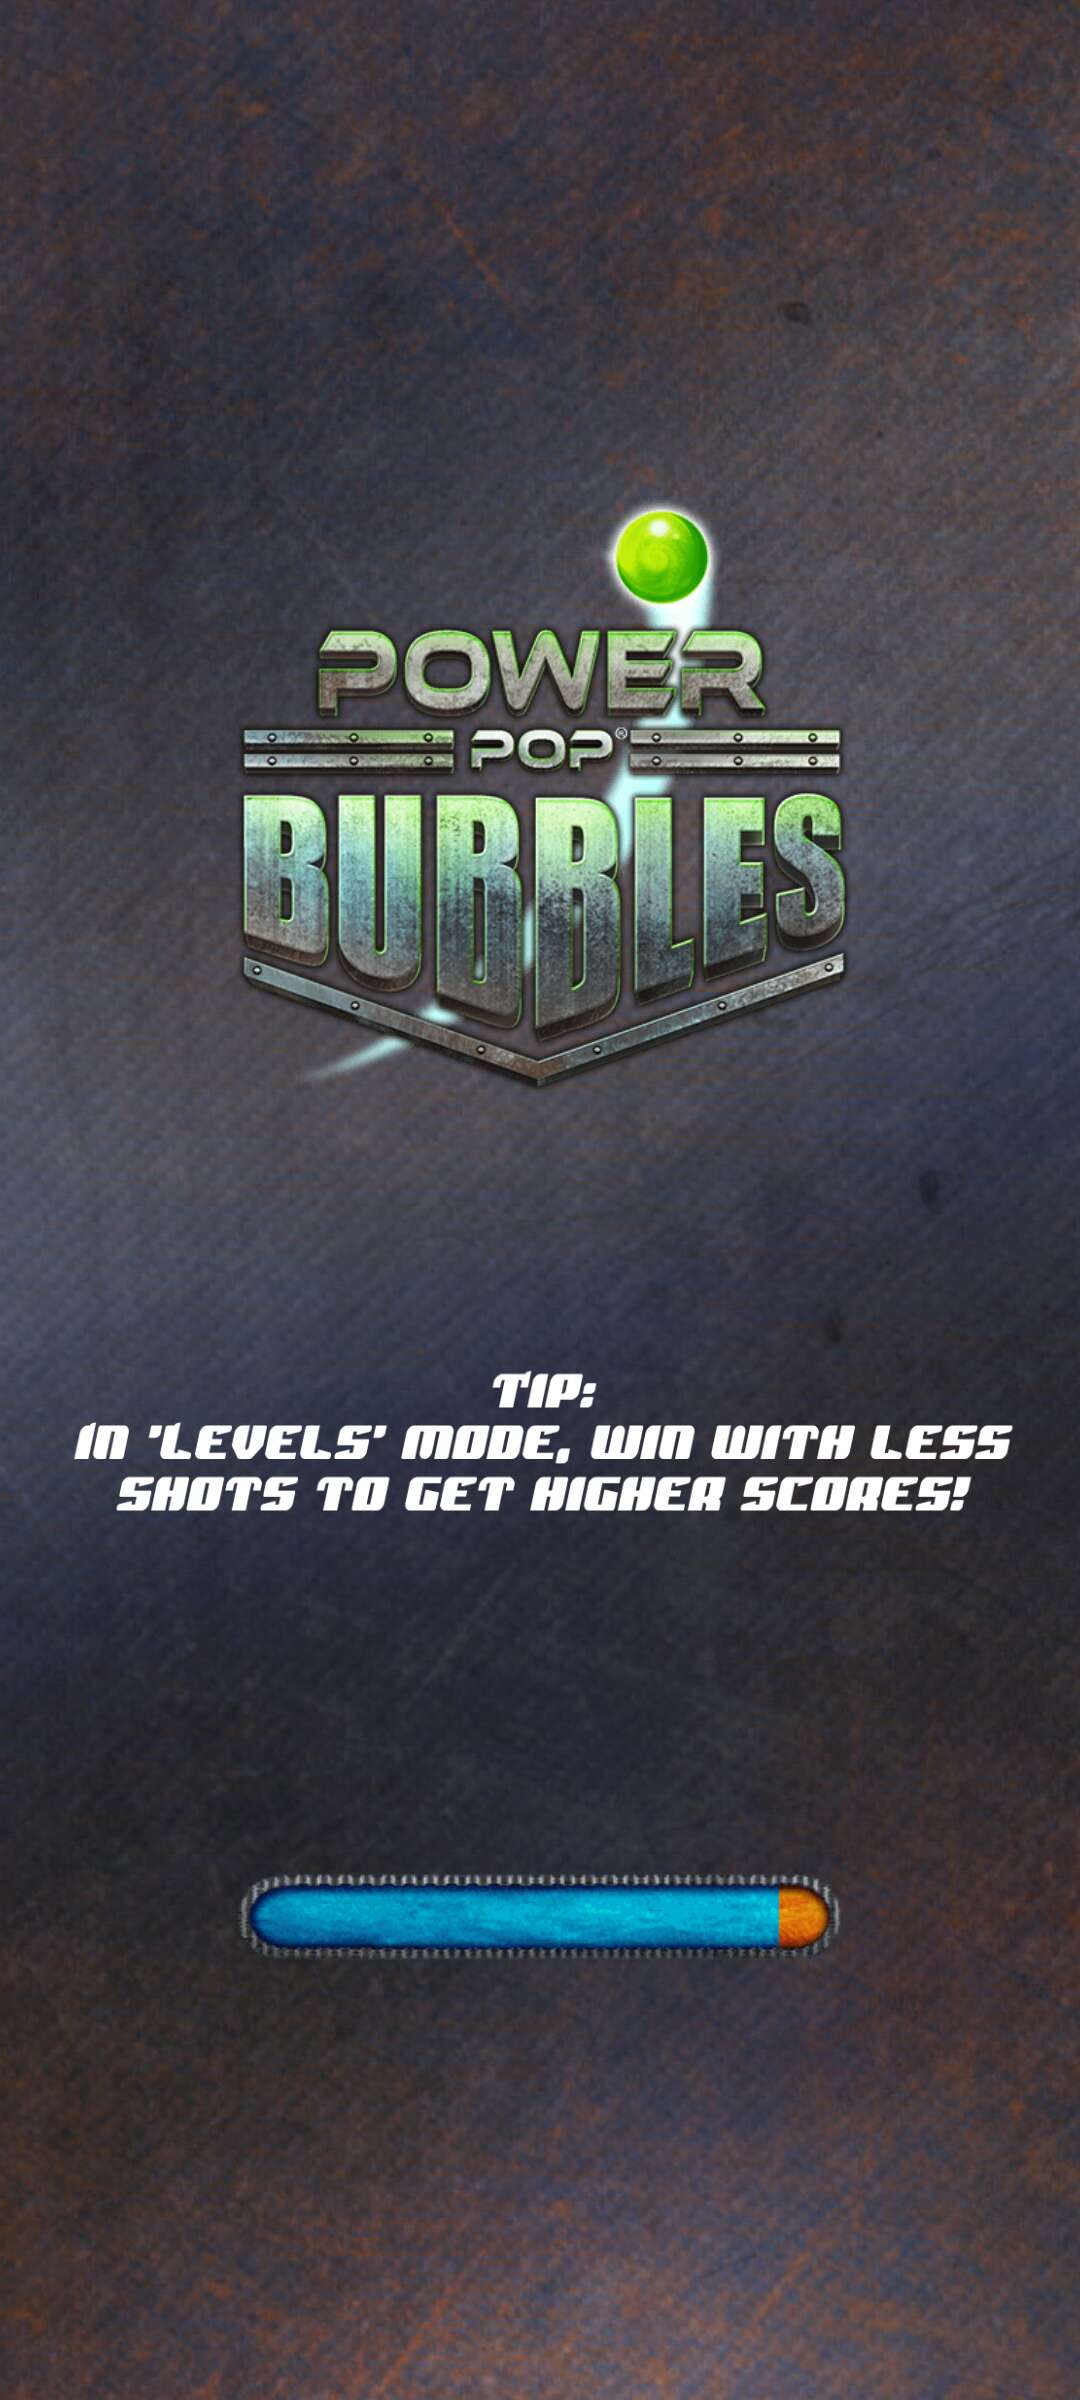 POWER
POP®
BUBBLES
TIP:
IN 'LEVELS' MODE, WIN WITH LESS
SHOTS TO GET HIGHER SCORES!